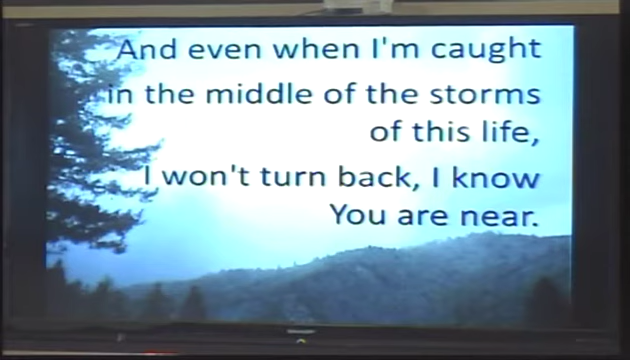 And even when I'm caught
in the middle of the storms
of this life,
I won't turn back, I know
You are near.